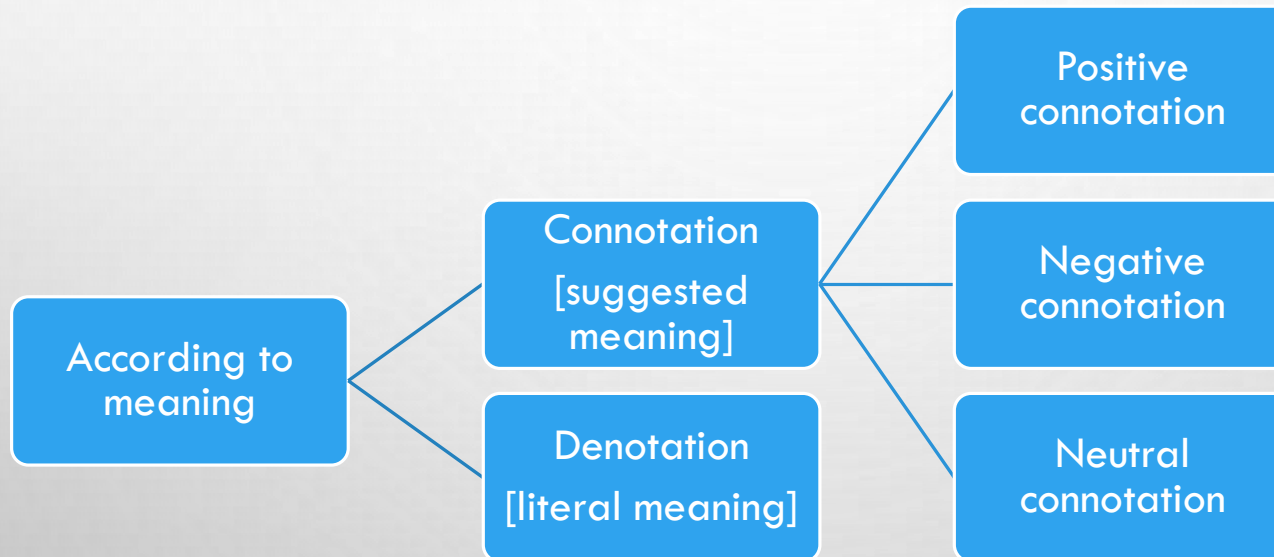 According to
meaning
Connotation
[suggested
meaning]
Denotation
[literal meaning]
Positive
connotation
Negative
connotation
Neutral
connotation